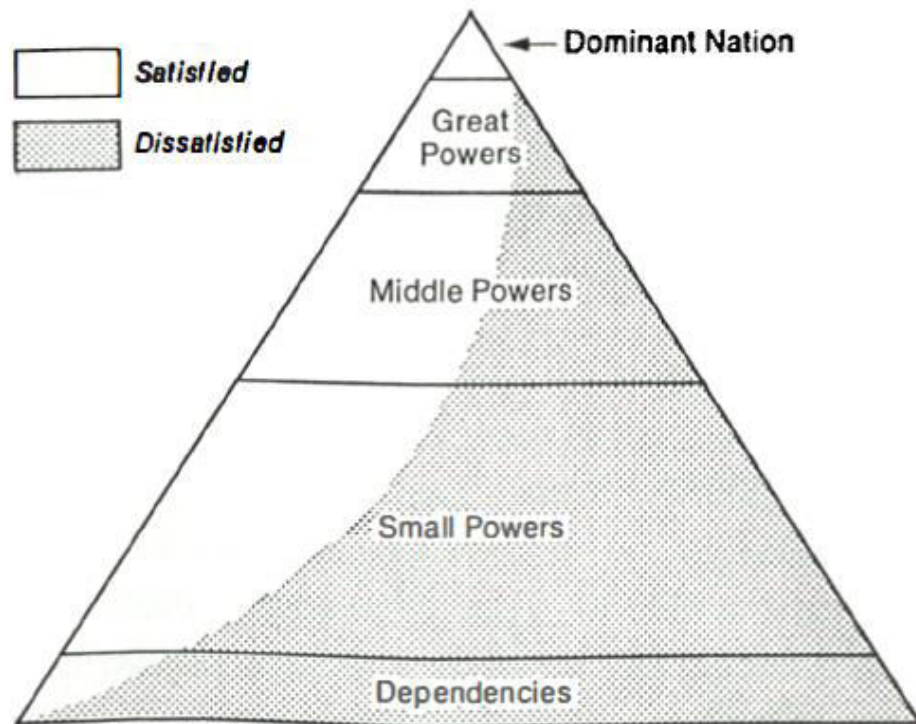 Dominant Nation
Satisfied
Dissatisfied
Great
Powers
Middle Powers
Small Powers
Dependencies